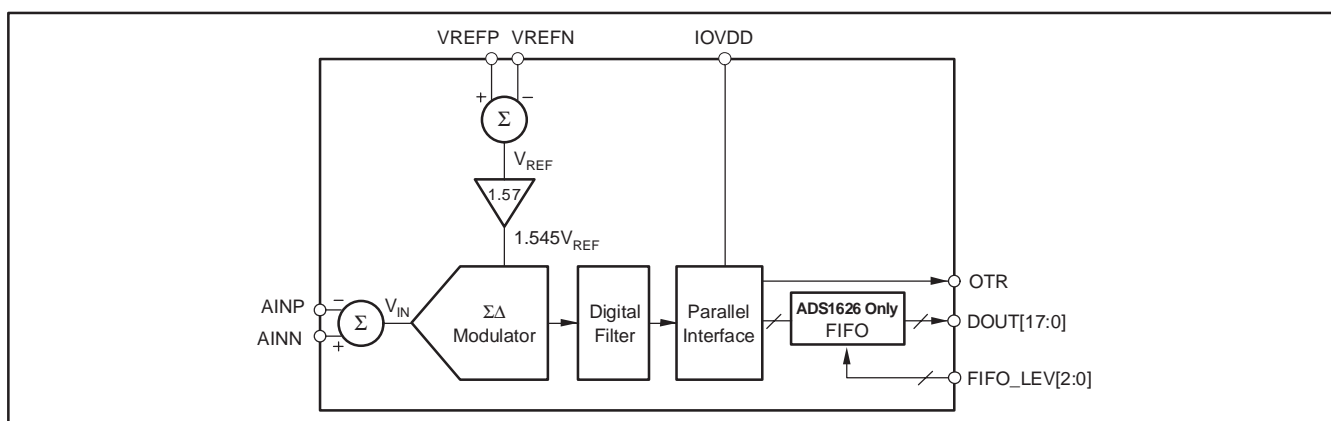 VREFP VREFN
IOVDD
+ −
Σ
VREF
1.57
1.545VREF
OTR
AINP
−
VIN
ΣΔ
Modulator
Digital
Filter
Parallel
Interface
ADS1626 Only
FIFO
DOUT[17:0]
Σ
AINN
+
FIFO_LEV[2:0]